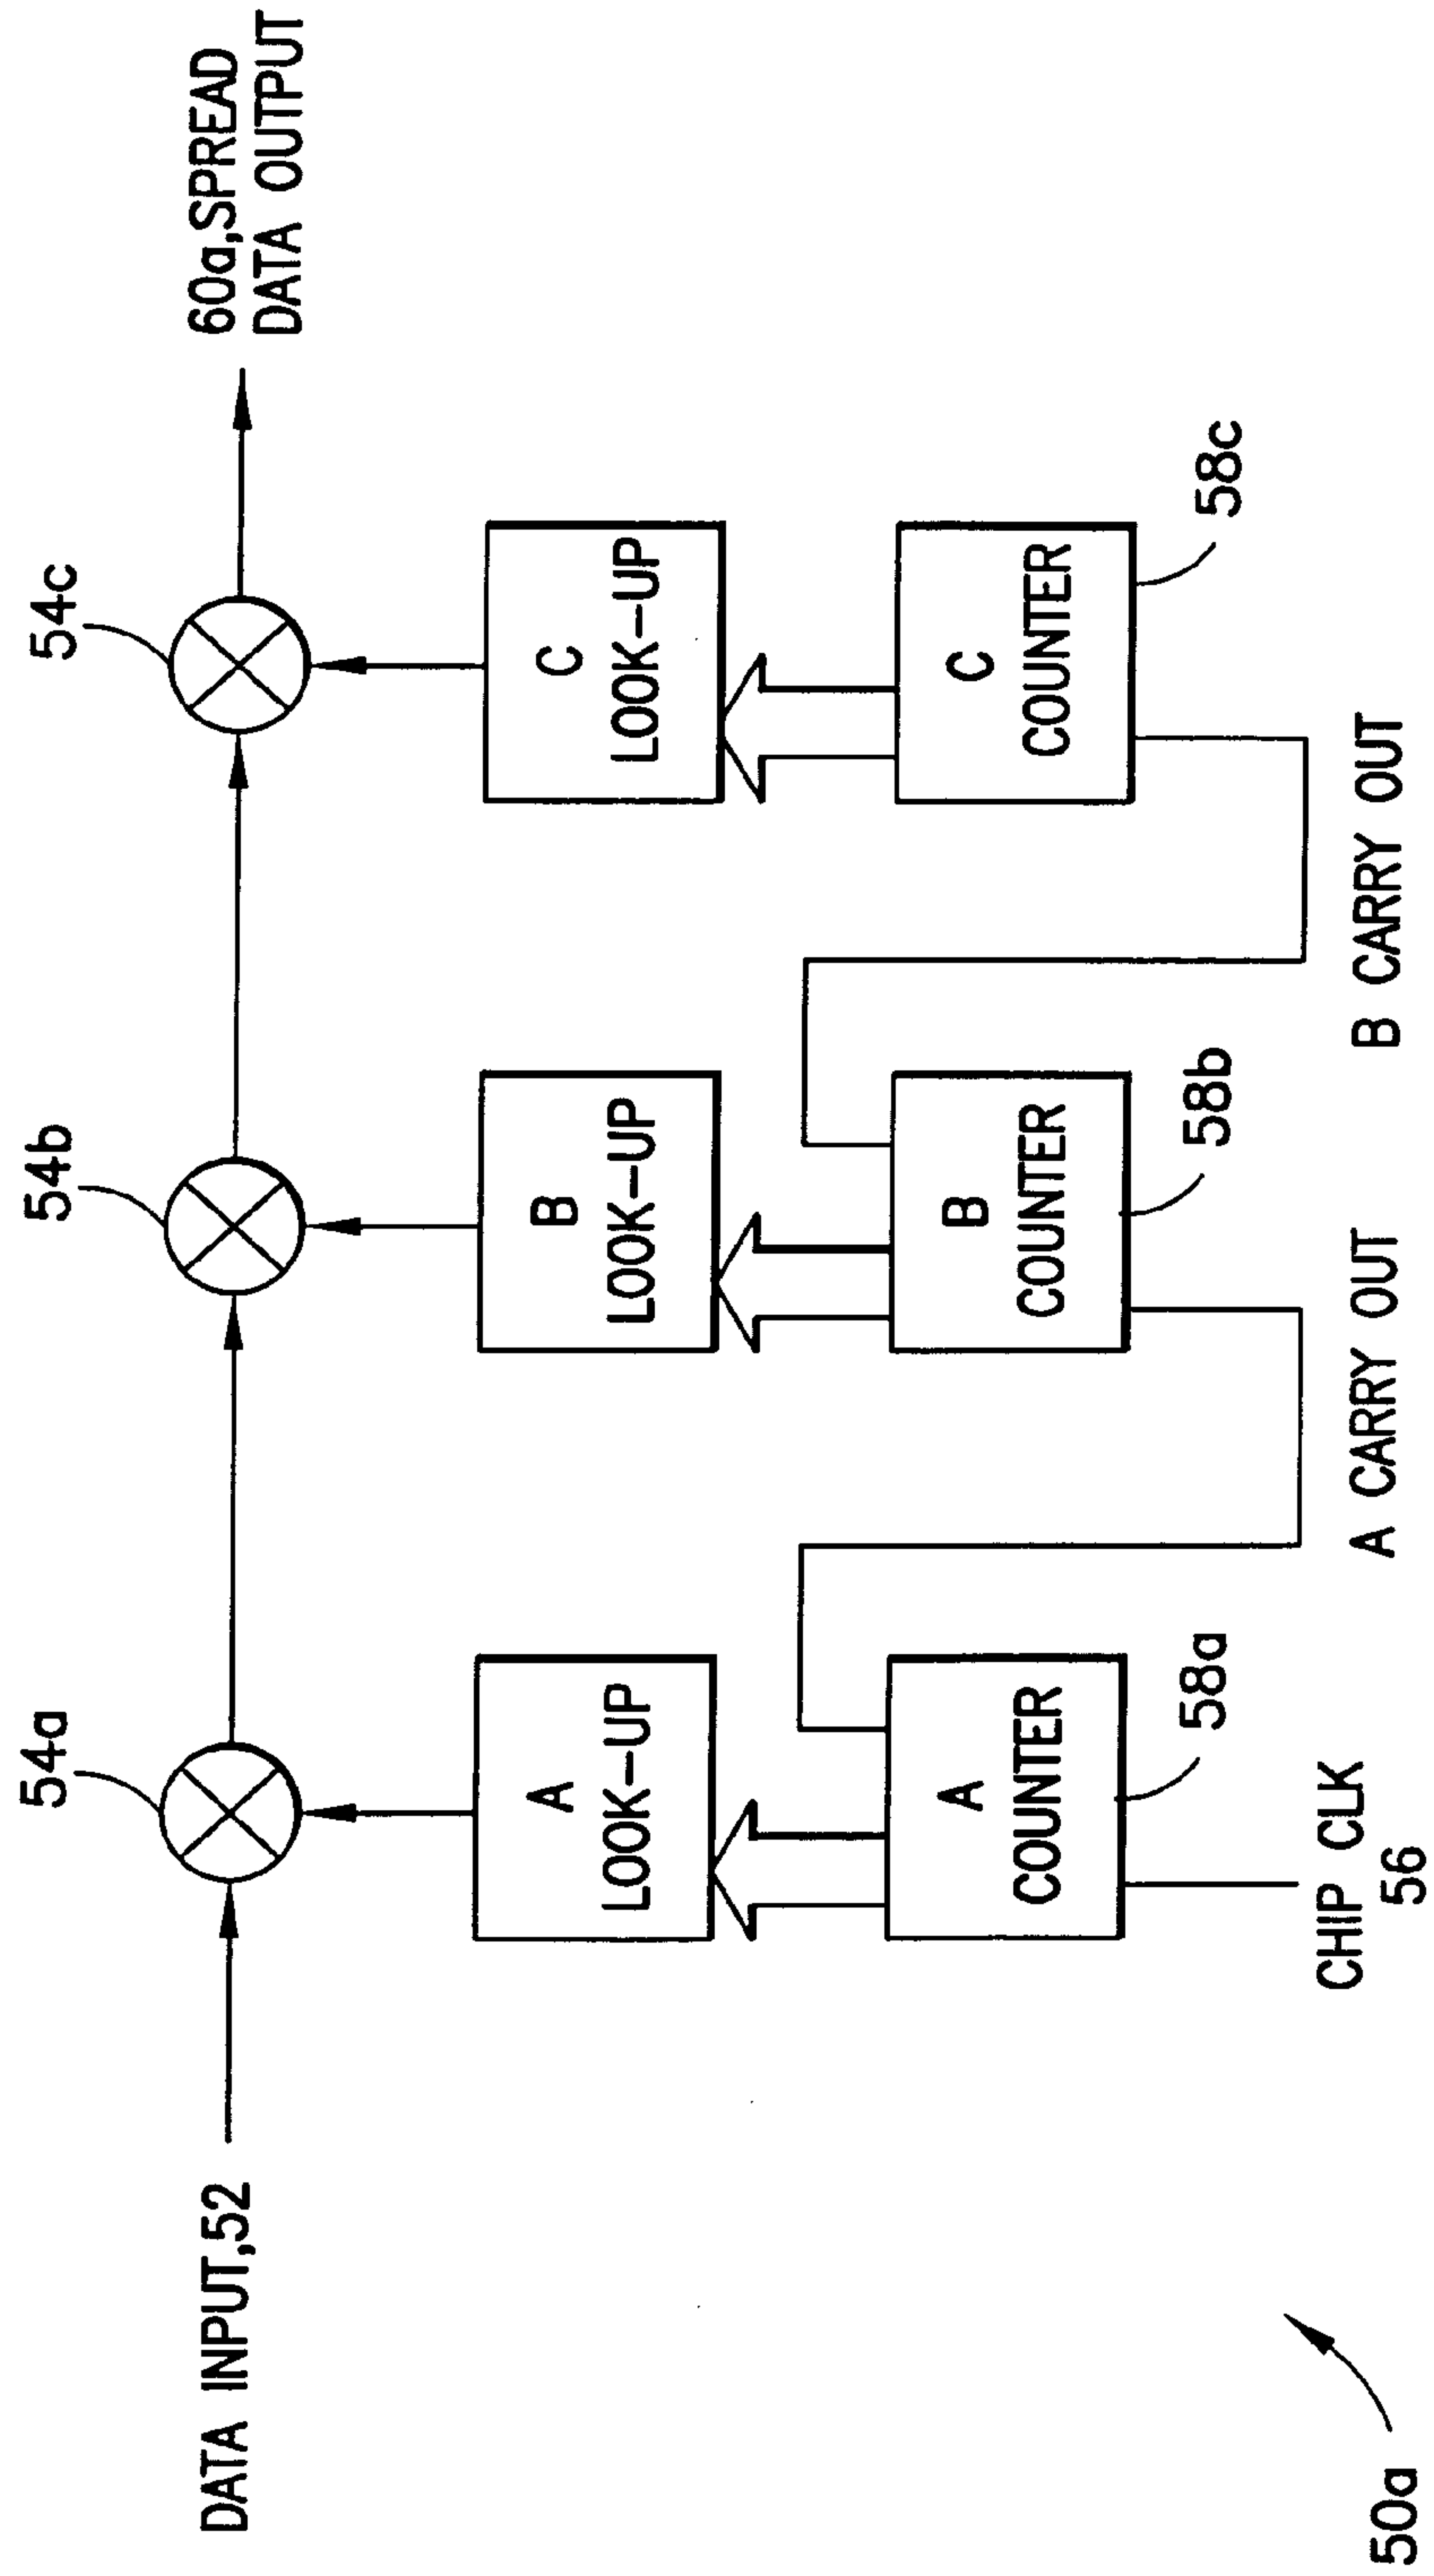 54a
54b
54c
DATA INPUT,52
60a,SPREAD
DATA OUTPUT
A
LOOK-UP
B
LOOK-UP
C
LOOK-UP
A
COUNTER
B
COUNTER
C
COUNTER
58a
58b
58c
CHIP CLK
56
A CARRY OUT
B CARRY OUT
50a